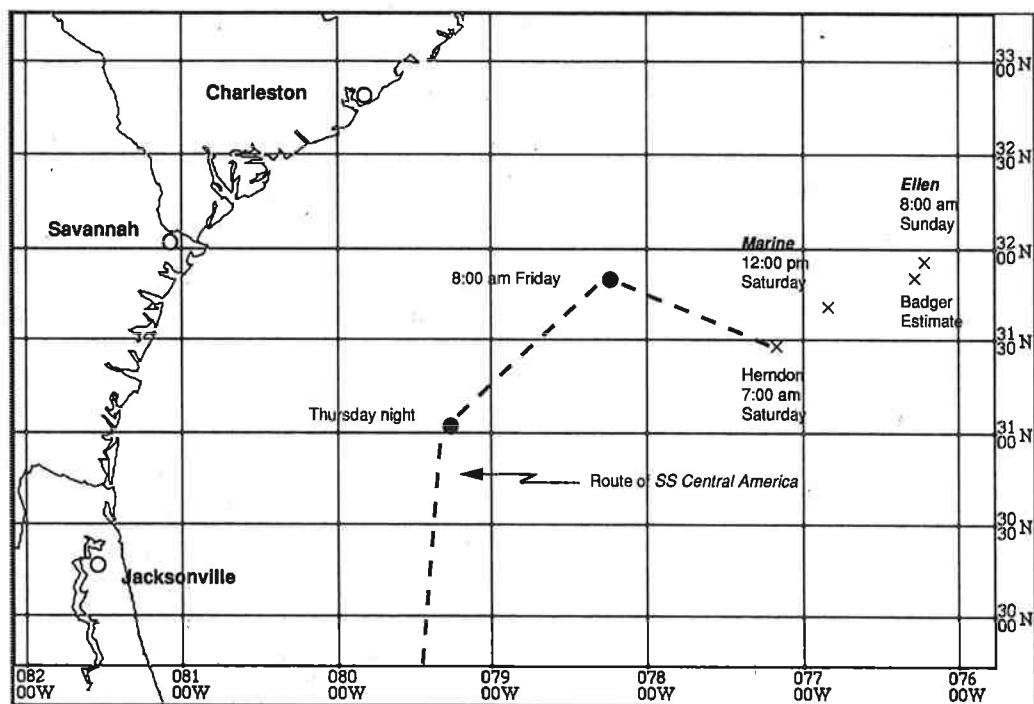 33
00 N
Charleston
32
30
Ellen
8:00 am
Sunday
Savannah
32
00 N
Marine
12:00 pm
Saturday
8:00 am Friday
Badger
Estimate
31
30 N
Herndon
7:00 am
Saturday
Thursday night
31
00 N
Route of SS Central America
30
30 N
Jacksonville
30
00 N
082
00W
081
00W
080
00W
079
00W
078
00W
077
00W
076
00W